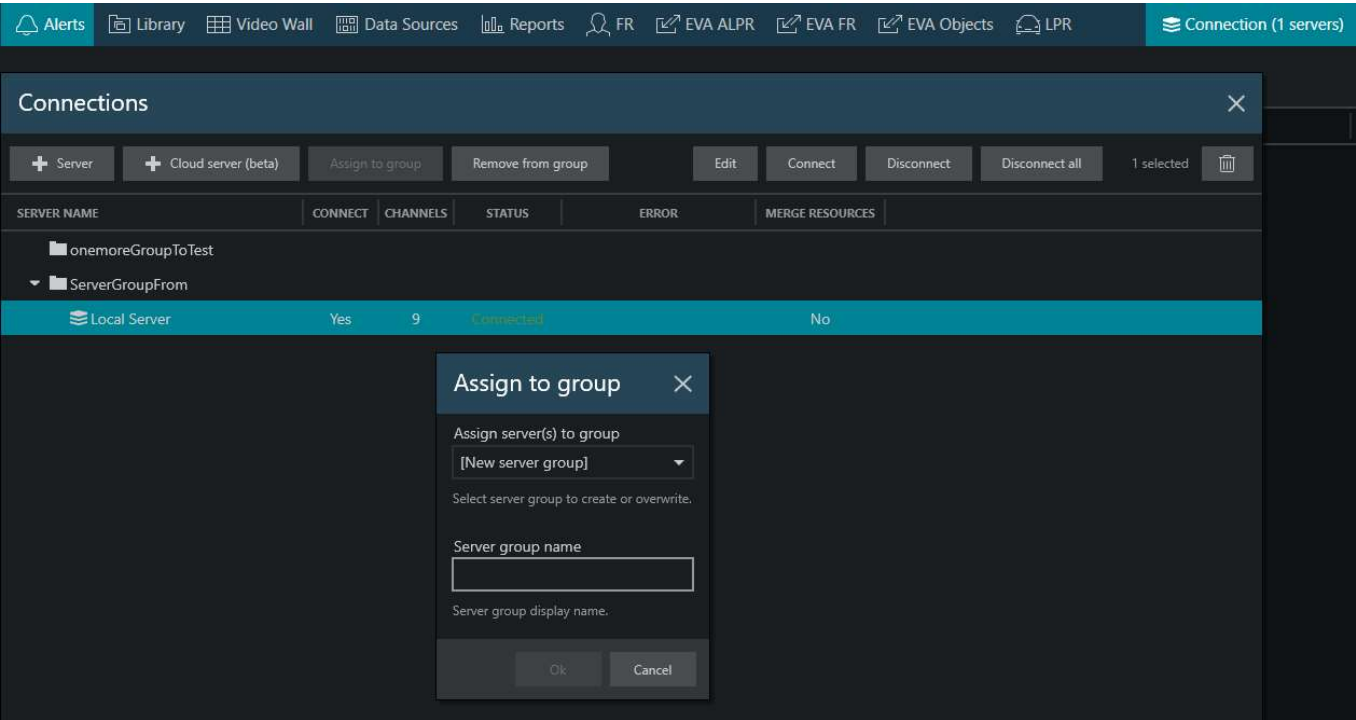 Alerts Library Video Wall Data Sources Reports FR EVA ALPR EVA FR EVA Objects LPR Connection (1 servers)
Connections
Server Cloud server (beta) Assign to group Remove from group Edit Connect Disconnect Disconnect all 1 selected
SERVER NAME CONNECT CHANNELS STATUS ERROR MERGE RESOURCES
onemoreGroupToTest
ServerGroupFrom
Local Server Yes 9 Connected No
Assign to group
Assign server(s) to group
[New server group]
Select server group to create or overwrite.
Server group name
Server group display name.
Ok Cancel